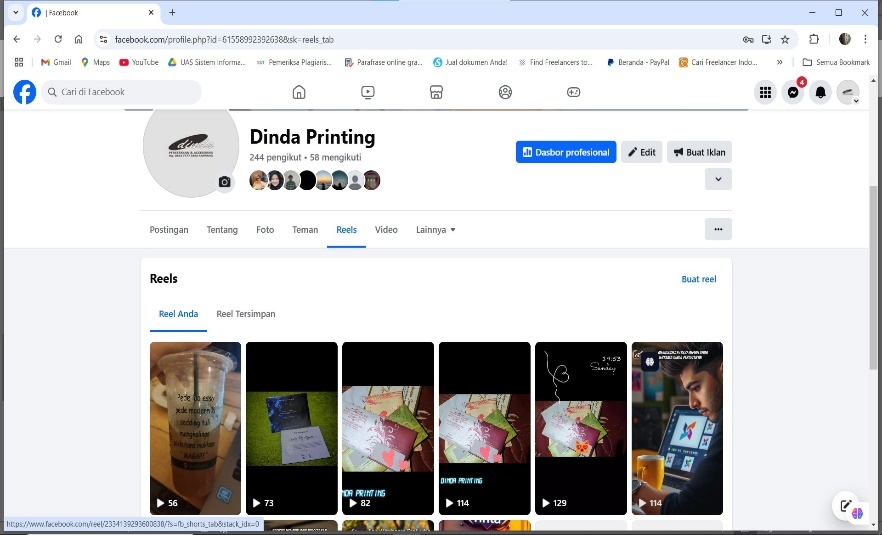 | Facebook
facebook.com/profile.php?id=61558992392638&sk=reels_tab
Gmail
Maps
YouTube
UAS Sistem Informa...
Pemeriksa Plagiaris...
Parafrase online gra...
Jual dokumen Anda!
Find Freelancers to...
Beranda - PayPal
Cari Freelancer Indo...
»
Semua Bookmark
Cari di Facebook
4
Dinda Printing
244 pengikut • 58 mengikuti
Dasbor profesional
Edit
Buat Iklan
Postingan
Tentang
Foto
Teman
Reels
Video
Lainnya
Reels
Buat reel
Reel Anda
Reel Tersimpan
19:53
Sunday
DINDA PRINTING
56
73
82
114
129
114
https://www.facebook.com/reel/2334139293600838/?s=fb_shorts_tab&stack_idx=0